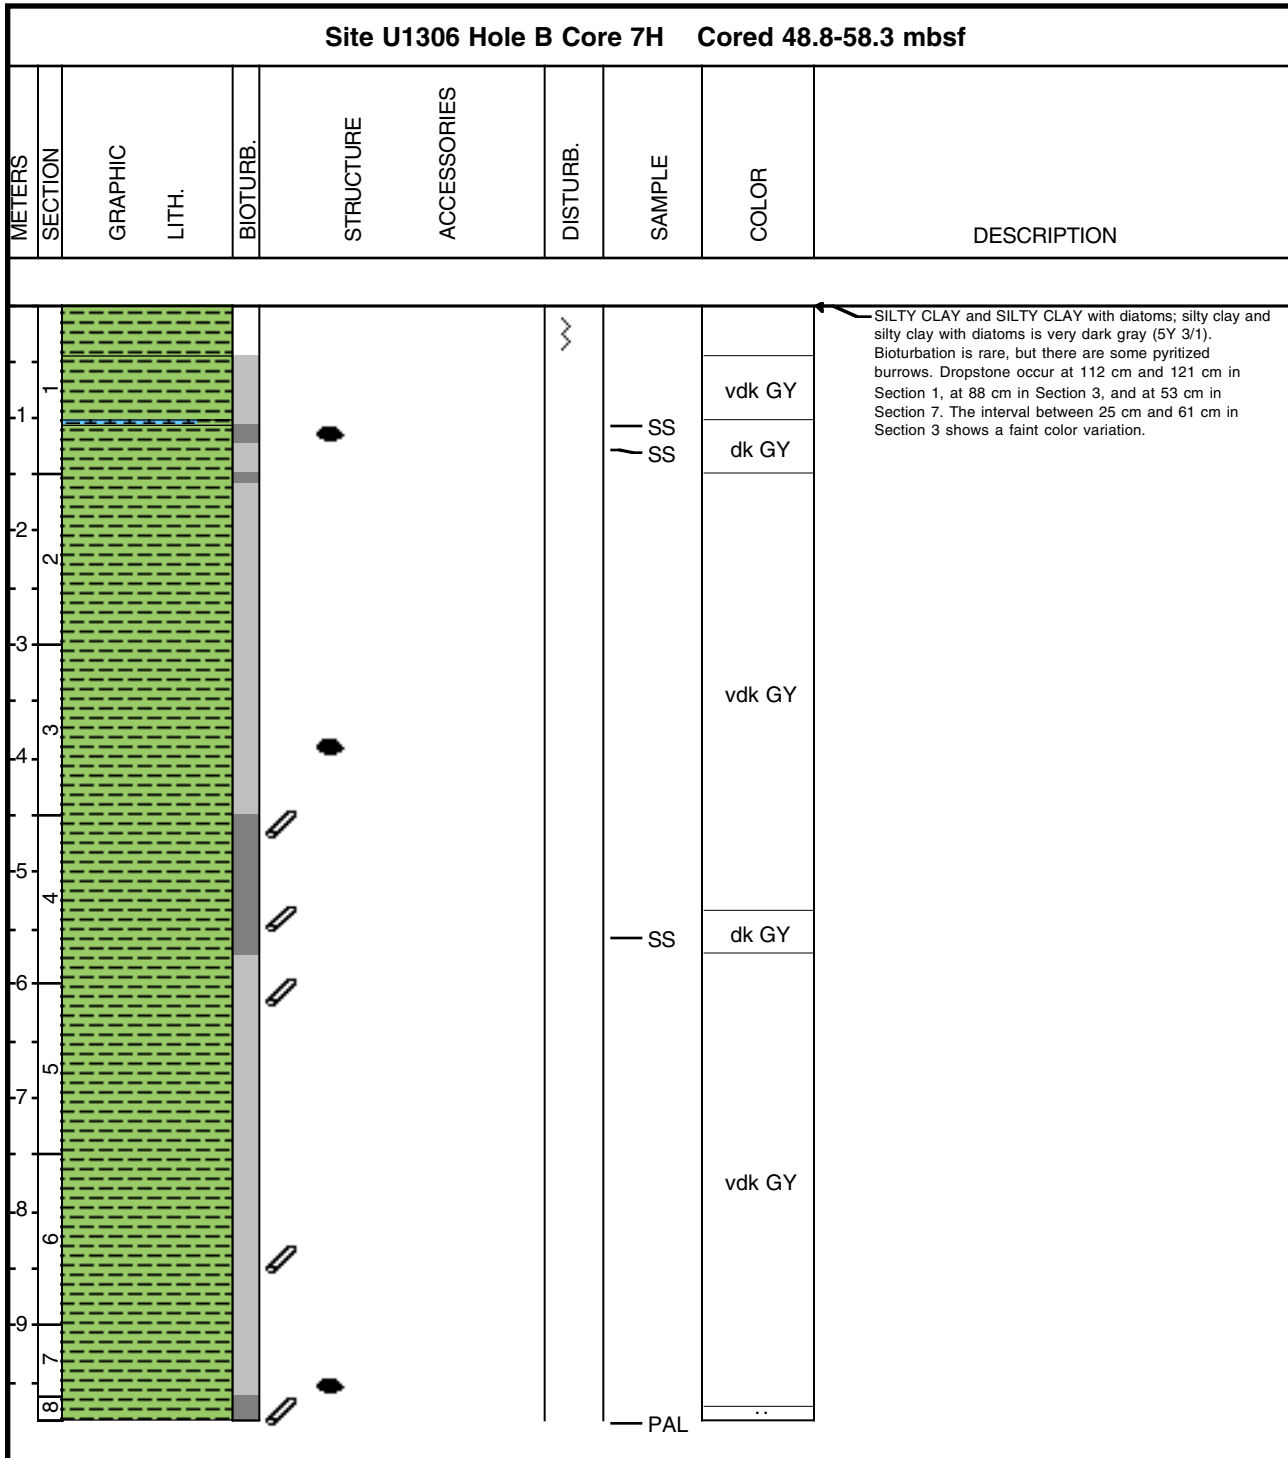 Site U1306 Hole B Core 7H Cored 48.8-58.3 mbsf
METERS
SECTION
GRAPHIC
LITH.
BIOTURB.
STRUCTURE
ACCESSORIES
DISTURB.
SAMPLE
COLOR
DESCRIPTION
SILTY CLAY and SILTY CLAY with diatoms; silty clay and
silty clay with diatoms is very dark gray (5Y 3/1).
Bioturbation is rare, but there are some pyritized
burrows. Dropstone occur at 112 cm and 121 cm in
Section 1, at 88 cm in Section 3, and at 53 cm in
Section 7. The interval between 25 cm and 61 cm in
Section 3 shows a faint color variation.
1
vdk GY
1
SS
dk GY
SS
2
2
3
vdk GY
3
4
5
4
dk GY
SS
6
5
7
vdk GY
8
6
9
7
8
PAL